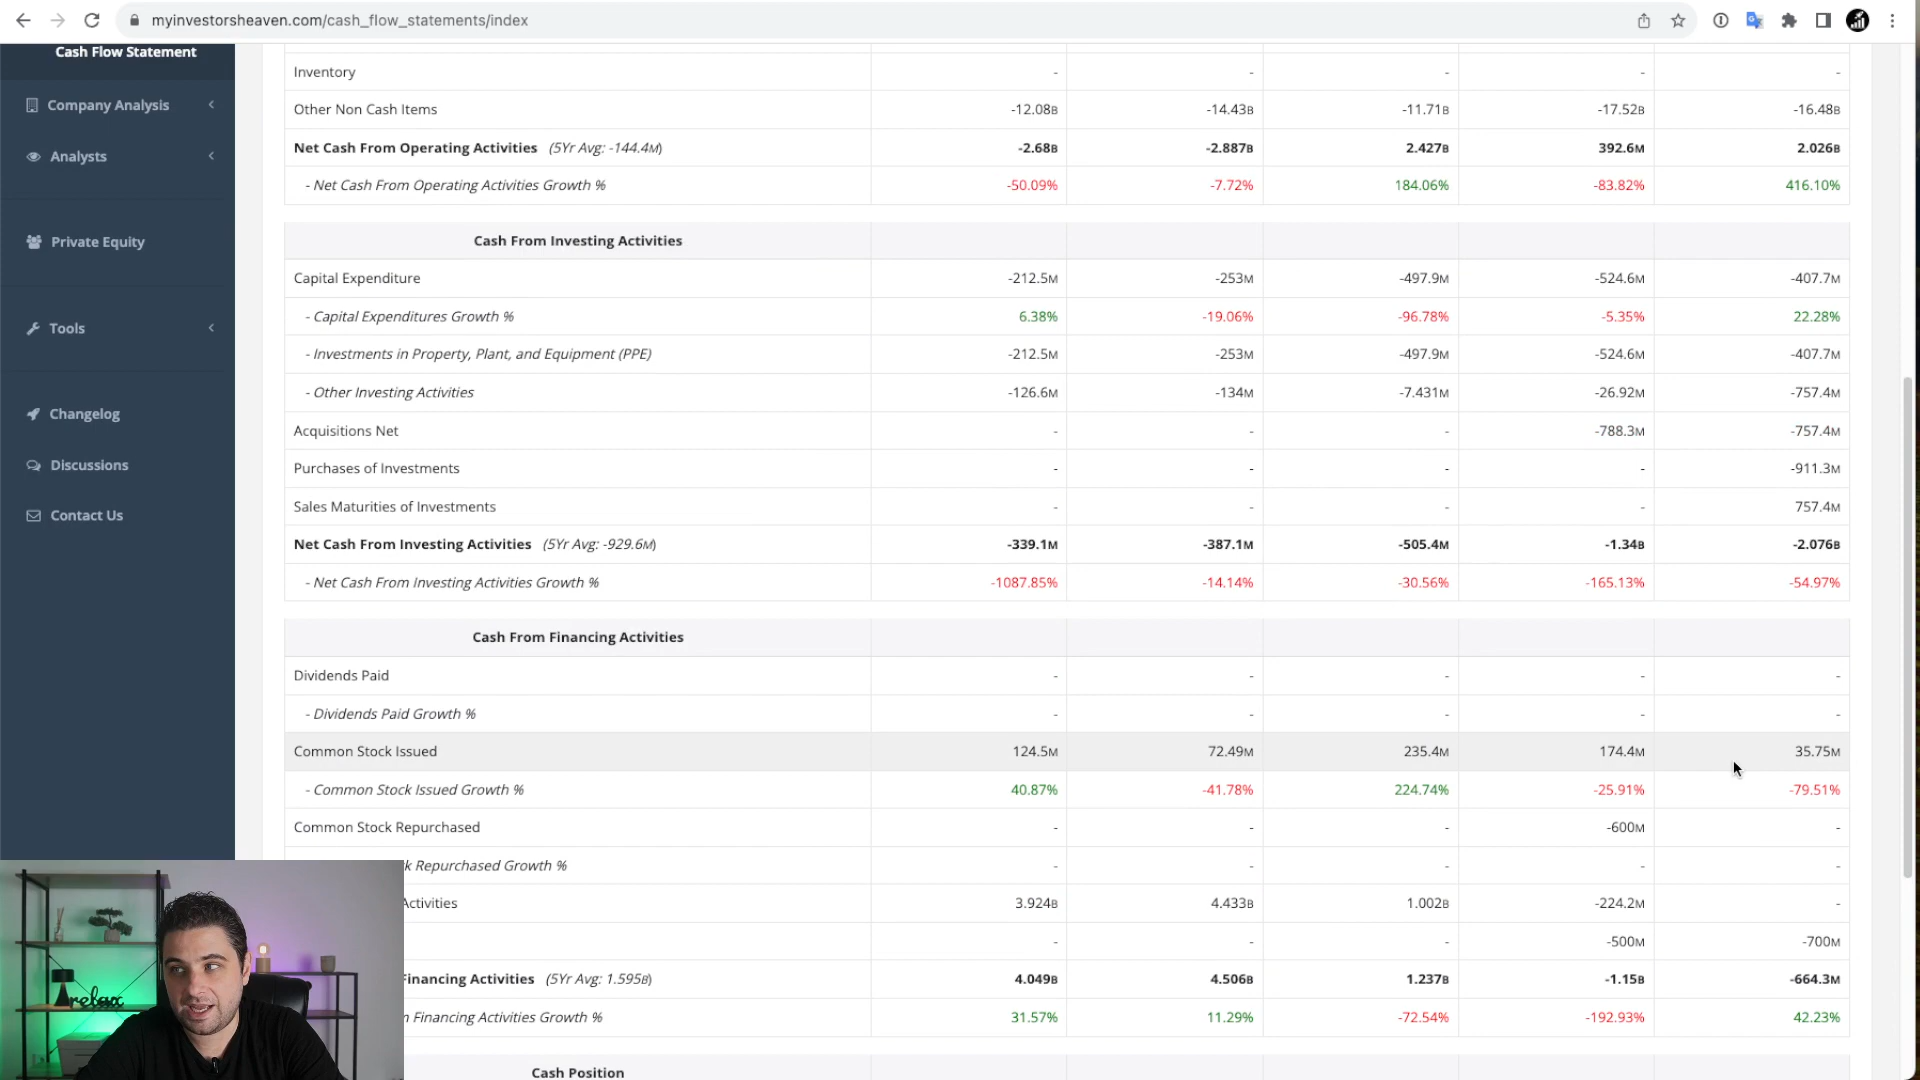 myinvestorsheaven.com/cash_flow_statements/index
Cash Flow Statement
Company Analysis
Analysts
Private Equity
Tools
Changelog
Discussions
Contact Us
Inventory - - - - -
Other Non Cash Items -12.08B -14.43B -11.71B -17.52B -16.48B
Net Cash From Operating Activities (5Yr Avg: -144.4M) -2.68B -2.887B 2.427B 392.6M 2.026B
- Net Cash From Operating Activities Growth % -50.09% -7.72% 184.06% -83.82% 416.10%
Cash From Investing Activities
Capital Expenditure -212.5M -253M -497.9M -524.6M -407.7M
- Capital Expenditures Growth % 6.38% -19.06% -96.78% -5.35% 22.28%
- Investments in Property, Plant, and Equipment (PPE) -212.5M -253M -497.9M -524.6M -407.7M
- Other Investing Activities -126.6M -134M -7.431M -26.92M -757.4M
Acquisitions Net - - - -788.3M -757.4M
Purchases of Investments - - - - -911.3M
Sales Maturities of Investments - - - - 757.4M
Net Cash From Investing Activities (5Yr Avg: -929.6M) -339.1M -387.1M -505.4M -1.34B -2.076B
- Net Cash From Investing Activities Growth % -1087.85% -14.14% -30.56% -165.13% -54.97%
Cash From Financing Activities
Dividends Paid - - - - -
- Dividends Paid Growth % - - - - -
Common Stock Issued 124.5M 72.49M 235.4M 174.4M 35.75M
- Common Stock Issued Growth % 40.87% -41.78% 224.74% -25.91% -79.51%
Common Stock Repurchased - - - -600M -
k Repurchased Growth % - - - - -
Activities 3.924B 4.433B 1.002B -224.2M -
- - - -500M -700M
Financing Activities (5Yr Avg: 1.595B) 4.049B 4.506B 1.237B -1.15B -664.3M
Financing Activities Growth % 31.57% 11.29% -72.54% -192.93% 42.23%
Cash Position
relax